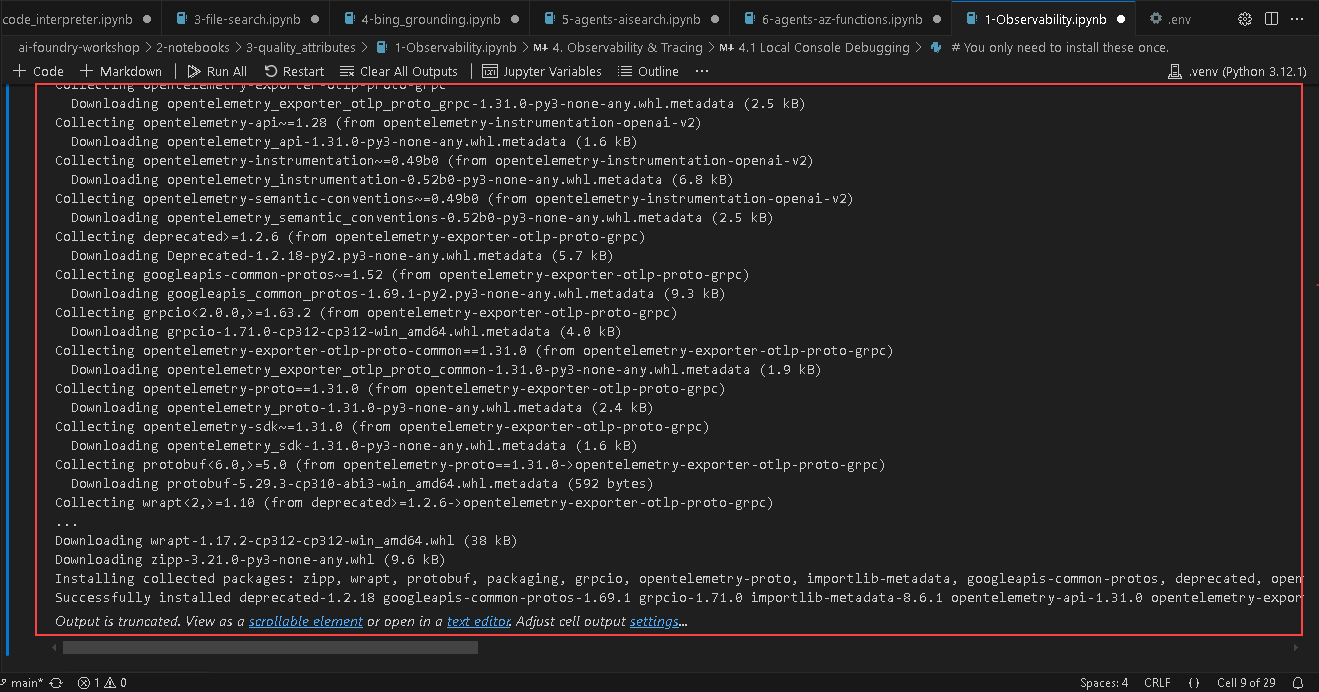 code_interpreter.ipynb 3-file-search.ipynb 4-bing_grounding.ipynb 5-agents-aisearch.ipynb 6-agents-az-functions.ipynb 1-Observability.ipynb .env
ai-foundry-workshop > 2-notebooks > 3-quality_attributes > 1-Observability.ipynb > M↓ 4. Observability & Tracing > M↓ 4.1 Local Console Debugging > # You only need to install these once.
+ Code + Markdown | Run All Restart Clear All Outputs | Jupyter Variables Outline ... .venv (Python 3.12.1)
Collecting opentelemetry-exporter-otlp-proto-grpc
Downloading opentelemetry_exporter_otlp_proto_grpc-1.31.0-py3-none-any.whl.metadata (2.5 kB)
Collecting opentelemetry-api~=1.28 (from opentelemetry-instrumentation-openai-v2)
Downloading opentelemetry_api-1.31.0-py3-none-any.whl.metadata (1.6 kB)
Collecting opentelemetry-instrumentation~=0.49b0 (from opentelemetry-instrumentation-openai-v2)
Downloading opentelemetry_instrumentation-0.52b0-py3-none-any.whl.metadata (6.8 kB)
Collecting opentelemetry-semantic-conventions~=0.49b0 (from opentelemetry-instrumentation-openai-v2)
Downloading opentelemetry_semantic_conventions-0.52b0-py3-none-any.whl.metadata (2.5 kB)
Collecting deprecated>=1.2.6 (from opentelemetry-exporter-otlp-proto-grpc)
Downloading Deprecated-1.2.18-py2.py3-none-any.whl.metadata (5.7 kB)
Collecting googleapis-common-protos~=1.52 (from opentelemetry-exporter-otlp-proto-grpc)
Downloading googleapis_common_protos-1.69.1-py2.py3-none-any.whl.metadata (9.3 kB)
Collecting grpcio<2.0.0,>=1.63.2 (from opentelemetry-exporter-otlp-proto-grpc)
Downloading grpcio-1.71.0-cp312-cp312-win_amd64.whl.metadata (4.0 kB)
Collecting opentelemetry-exporter-otlp-proto-common==1.31.0 (from opentelemetry-exporter-otlp-proto-grpc)
Downloading opentelemetry_exporter_otlp_proto_common-1.31.0-py3-none-any.whl.metadata (1.9 kB)
Collecting opentelemetry-proto==1.31.0 (from opentelemetry-exporter-otlp-proto-grpc)
Downloading opentelemetry_proto-1.31.0-py3-none-any.whl.metadata (2.4 kB)
Collecting opentelemetry-sdk~=1.31.0 (from opentelemetry-exporter-otlp-proto-grpc)
Downloading opentelemetry_sdk-1.31.0-py3-none-any.whl.metadata (1.6 kB)
Collecting protobuf<6.0,>=5.0 (from opentelemetry-proto==1.31.0->opentelemetry-exporter-otlp-proto-grpc)
Downloading protobuf-5.29.3-cp310-abi3-win_amd64.whl.metadata (592 bytes)
Collecting wrapt<2,>=1.10 (from deprecated>=1.2.6->opentelemetry-exporter-otlp-proto-grpc)
...
Downloading wrapt-1.17.2-cp312-cp312-win_amd64.whl (38 kB)
Downloading zipp-3.21.0-py3-none-any.whl (9.6 kB)
Installing collected packages: zipp, wrapt, protobuf, packaging, grpcio, opentelemetry-proto, importlib-metadata, googleapis-common-protos, deprecated, open
Successfully installed deprecated-1.2.18 googleapis-common-protos-1.69.1 grpcio-1.71.0 importlib-metadata-8.6.1 opentelemetry-api-1.31.0 opentelemetry-expor
Output is truncated. View as a scrollable element or open in a text editor. Adjust cell output settings...
main* 1 0 Spaces: 4 CRLF {} Cell 9 of 29